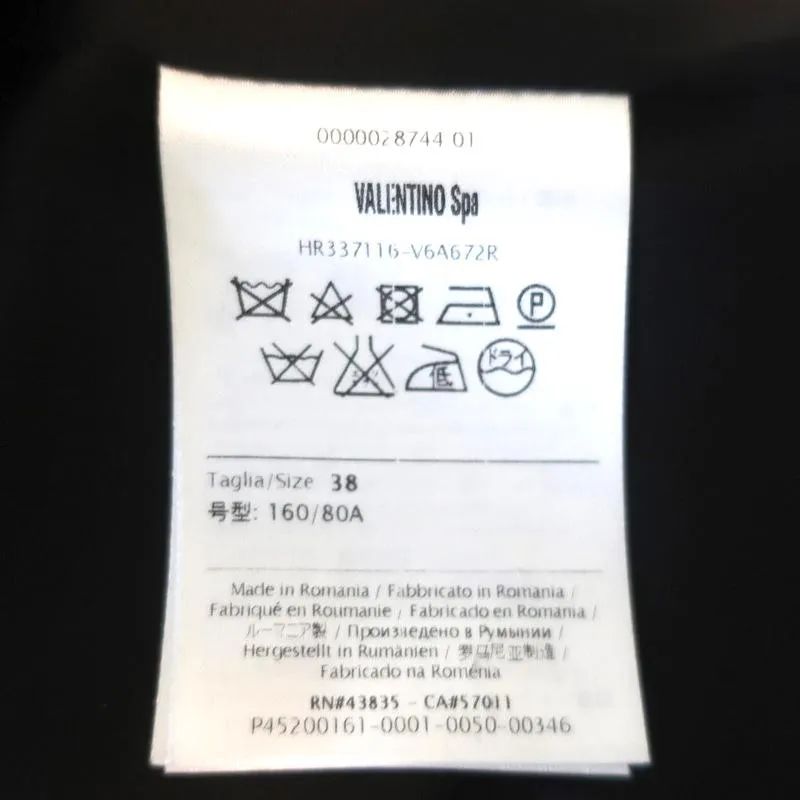 0000028744 01
VALENTINO Spa
HR337116-V6A672R
P
低 ドライ
Taglia/Size 38
号型: 160/80A
Made in Romania / Fabbricato in Romania /
Fabriqué en Roumanie / Fabricado en Romania /
ルーマニア製 / Произведено в Румынии /
Hergestellt in Rumänien / 罗马尼亚制造 /
Fabricado na Roménia
RN#43835 - CA#57011
P45200161-0001-0050-00346